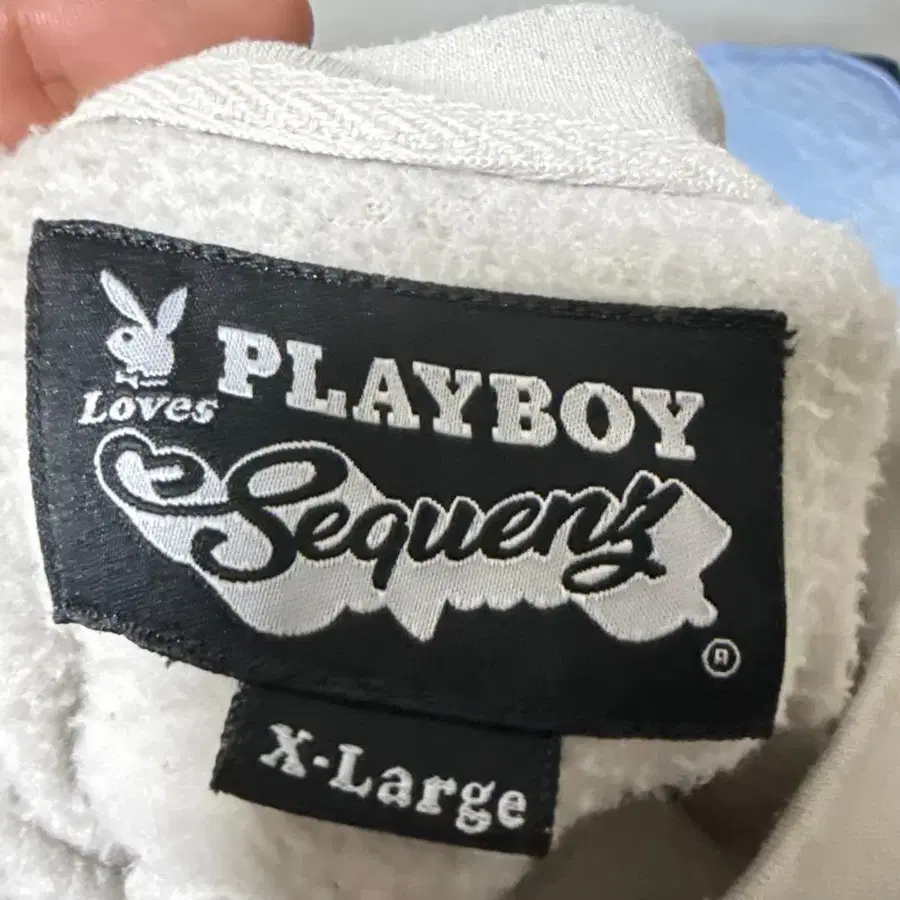 PLAYBOY
Loves
Sequenz
®
X-Large